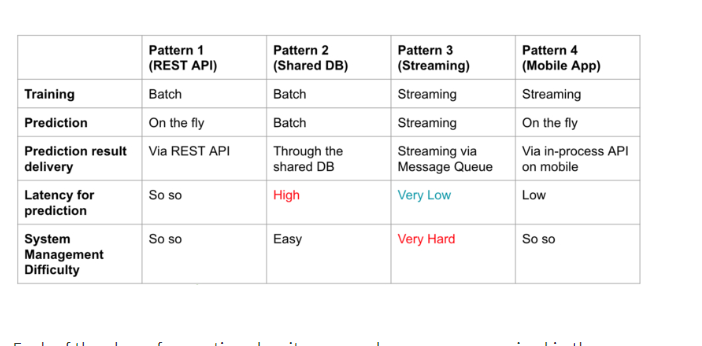 Pattern 1 Pattern 2 Pattern 3 Pattern 4
(REST API) (Shared DB) (Streaming) (Mobile App)
Training Batch Batch Streaming Streaming
Prediction On the fly Batch Streaming On the fly
Prediction result Via REST API Through the Streaming via Via in-process API
delivery shared DB Message Queue on mobile
Latency for So so High Very Low Low
prediction
System So so Easy Very Hard So so
Management
Difficulty